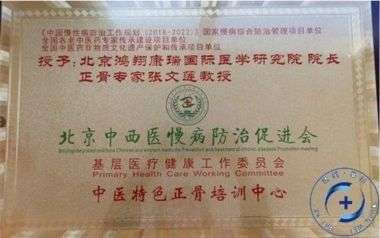 《中国慢性病防治工作规划(2018-2022)》国家慢病综合防治管理项目单位
全国名老中医药专家传承建设项目单位
全国中医药非物质文化遗产保护和传承项目单位
授予：北京鸿翔康瑞国际医学研究院 院长
正骨专家张文莲教授
北京中西医慢病防治促进会
基层医疗健康工作委员会
Primary Health Care Working Committee
中医特色正骨培训中心